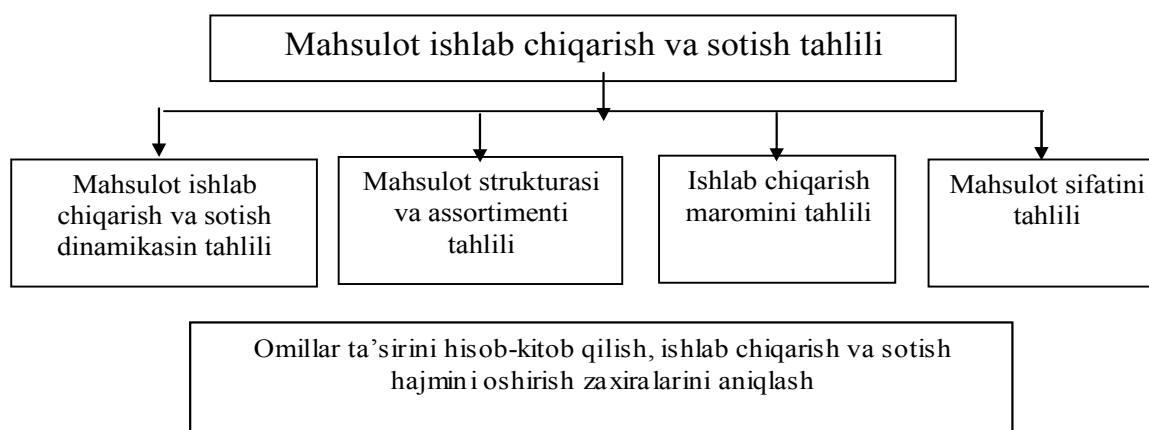 Mahsulot ishlab chiqarish va sotish tahlili
Mahsulot ishlab
chiqarish va sotish
dinamikasin tahlili
Mahsulot strukturasi
va assortimenti
tahlili
Ishlab chiqarish
maromini tahlili
Mahsulot sifatini
tahlili
Omillar ta’sirini hisob-kitob qilish, ishlab chiqarish va sotish
hajmini oshirish zaxiralarini aniqlash